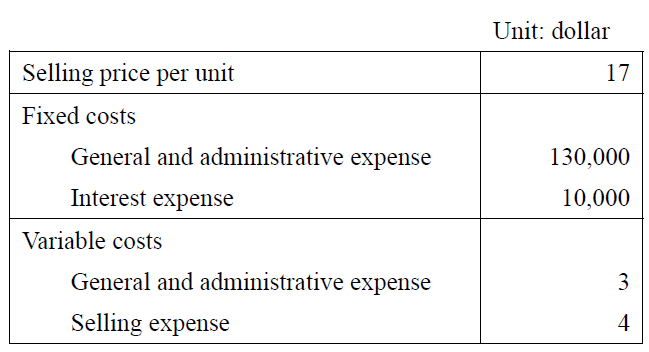 Unit: dollar
Selling price per unit 17
Fixed costs
General and administrative expense 130,000
Interest expense 10,000
Variable costs
General and administrative expense 3
Selling expense 4